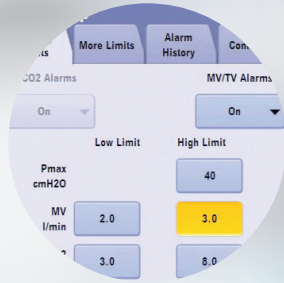 More Limits
Alarm
History
CO2 Alarms
MV/TV Alarms
On
On
Low Limit
High Limit
Pmax
cmH2O
40
MV
l/min
2.0
3.0
3.0
8.0